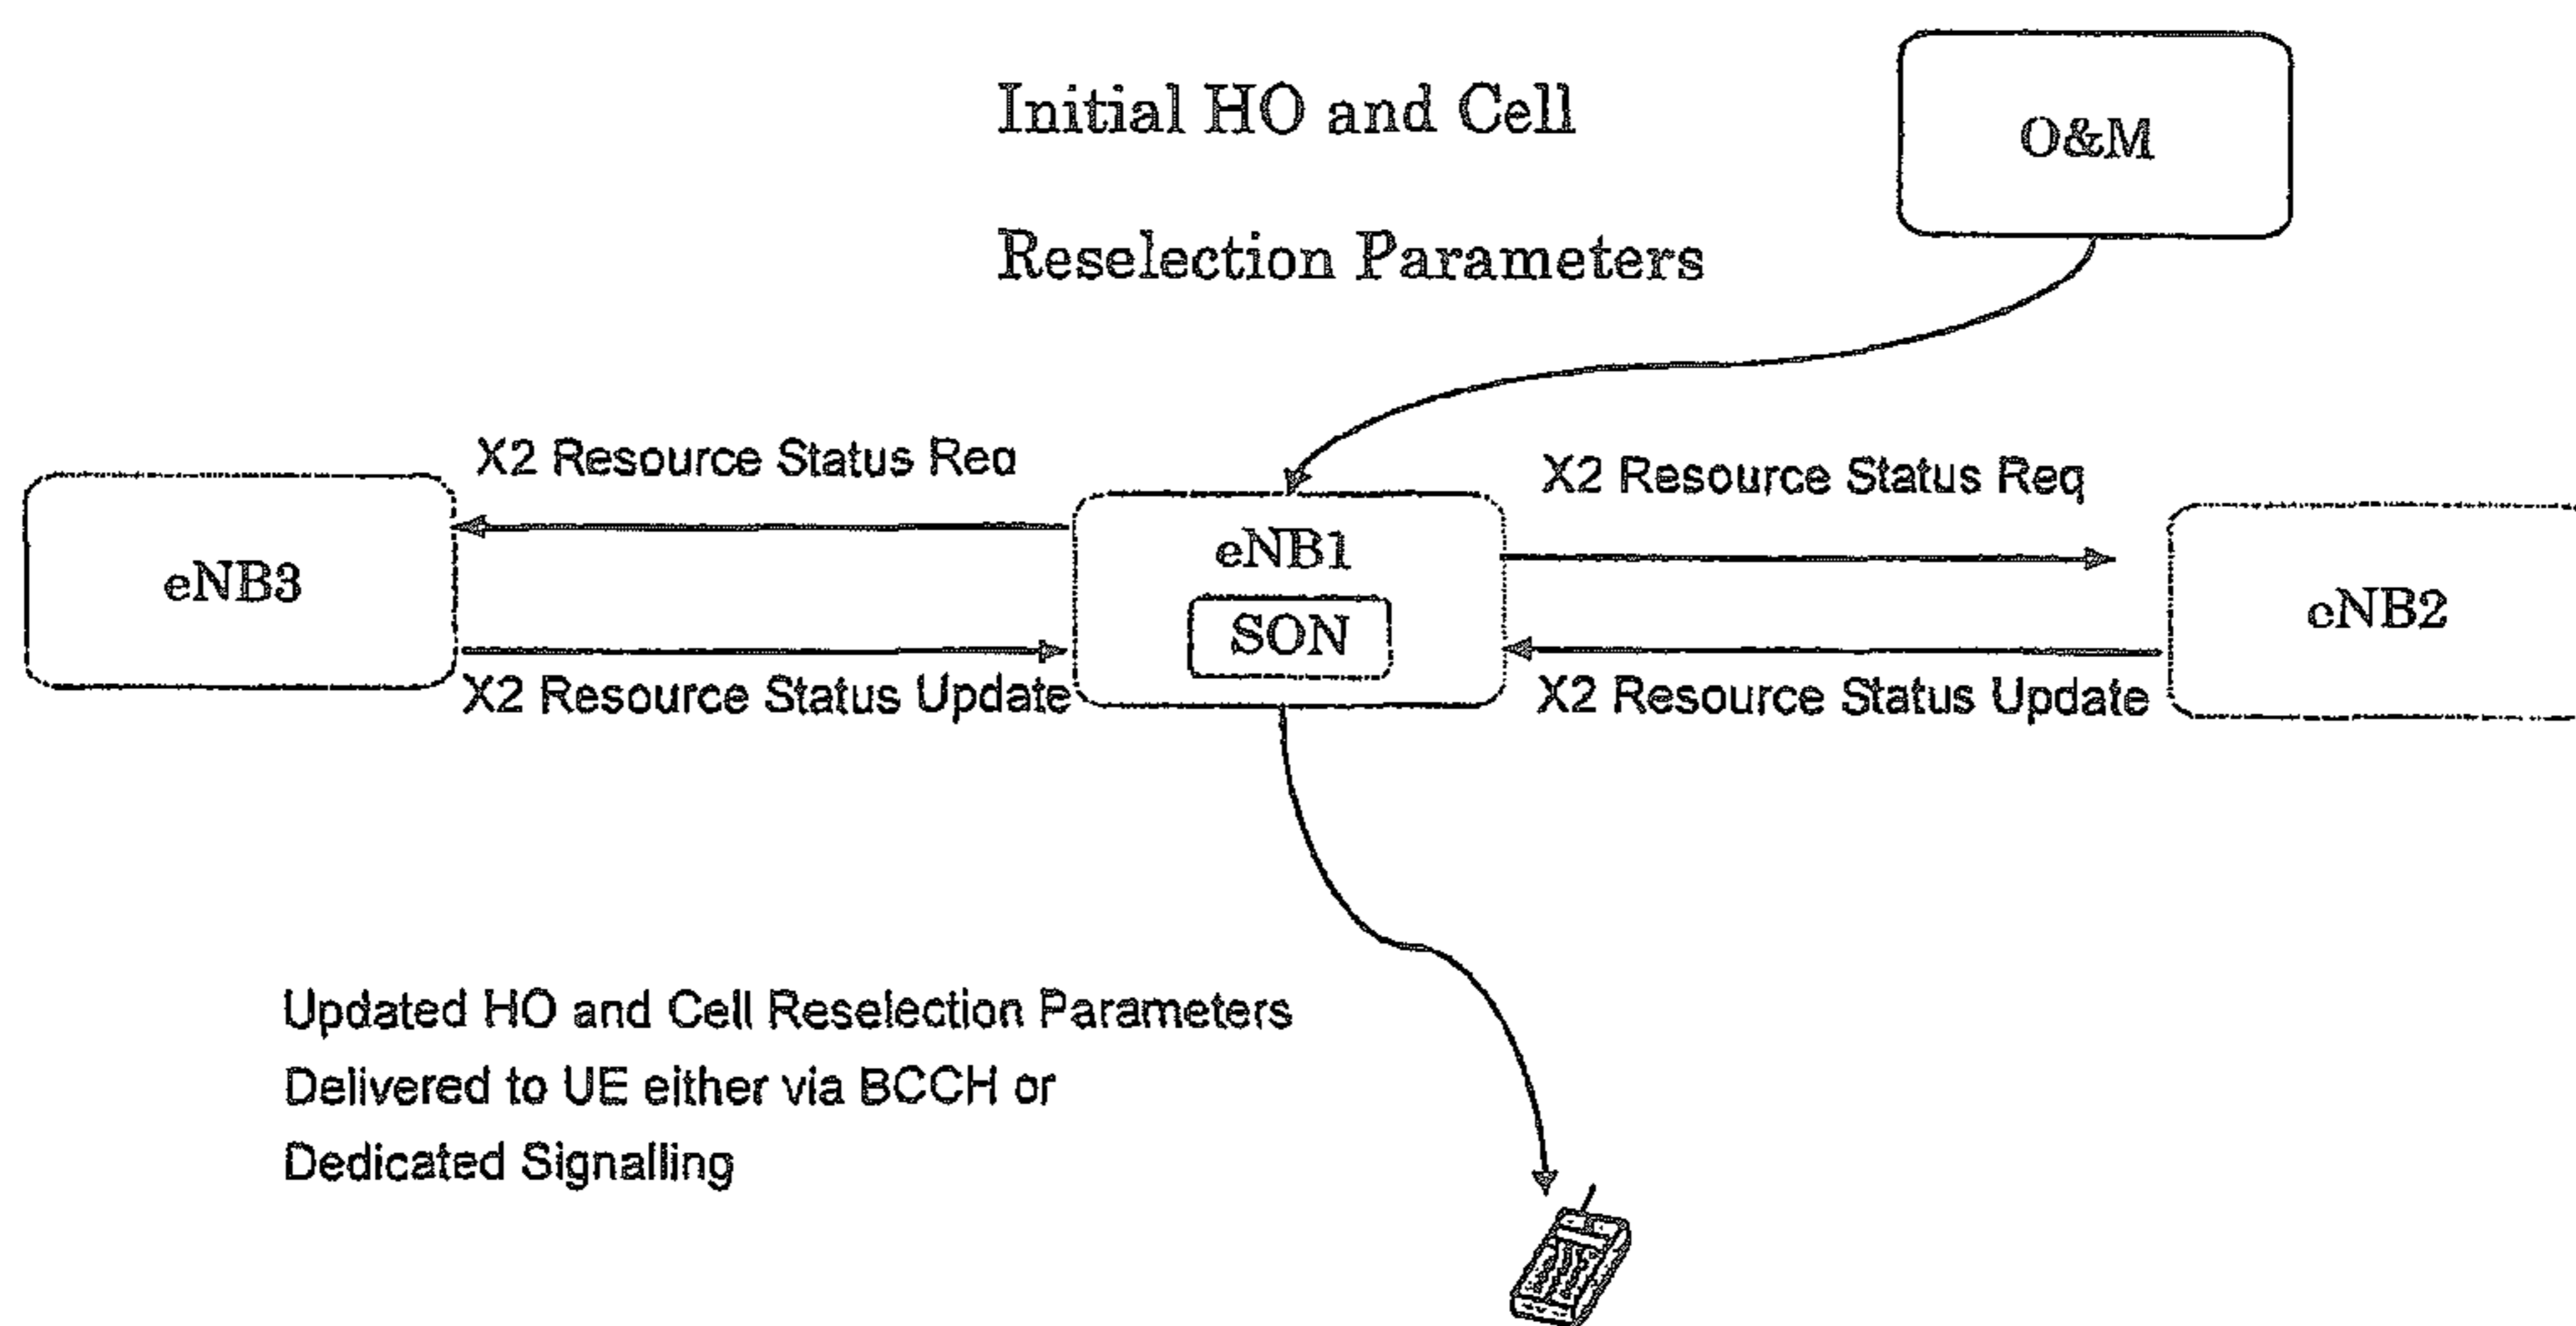 Initial HO and Cell
Reselection Parameters
O&M
X2 Resource Status Req
X2 Resource Status Req
eNB3
eNB1
SON
eNB2
X2 Resource Status Update
X2 Resource Status Update
Updated HO and Cell Reselection Parameters
Delivered to UE either via BCCH or
Dedicated Signalling